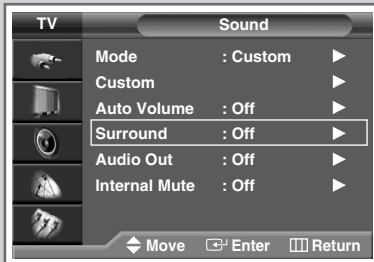 TV Sound
Mode : Custom
Custom
Auto Volume : Off
Surround : Off
Audio Out : Off
Internal Mute : Off
Move Enter Return